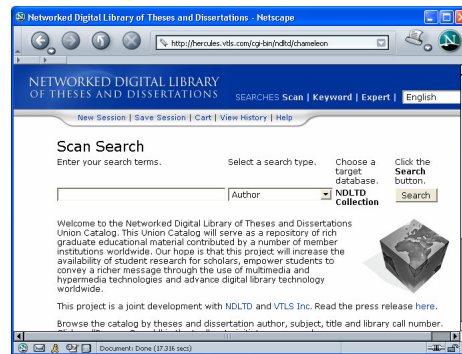 Networked Digital Library of Theses and Dissertations - Netscape
http://hercules.vtls.com/cgi-bin/ndltd/chameleon
NETWORKED DIGITAL LIBRARY
OF THESES AND DISSERTATIONS
SEARCHES Scan | Keyword | Expert | English
New Session | Save Session | Cart | View History | Help
Scan Search
Enter your search terms. Select a search type. Choose a target database. Click the Search button.
Author NDLTD Collection Search
Welcome to the Networked Digital Library of Theses and Dissertations
Union Catalog. This Union Catalog will serve as a repository of rich
graduate educational material contributed by a number of member
institutions worldwide. Our hope is that this project will increase the
availability of student research for scholars, empower students to
convey a richer message through the use of multimedia and
hypermedia technologies and advance digital library technology
worldwide.
This project is a joint development with NDLTD and VTLS Inc. Read the press release here.
Browse the catalog by theses and dissertation author, subject, title and library call number.
Document: Done (17.316 secs)